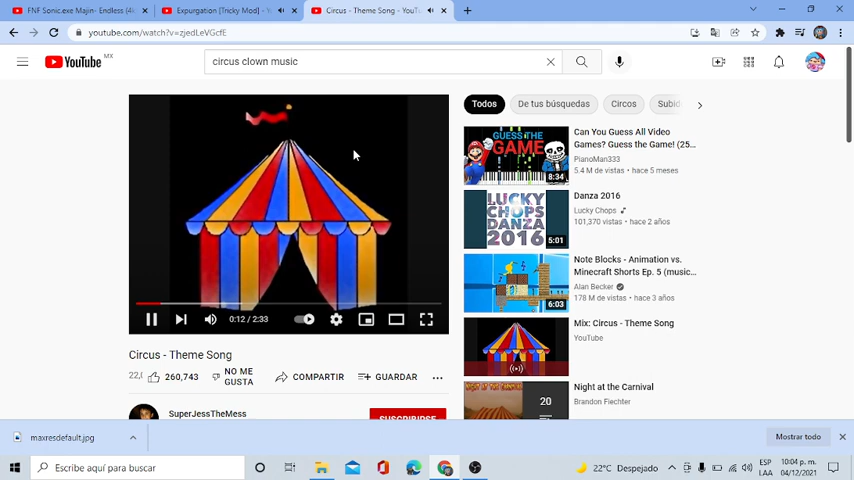 FNF Sonic.exe Majin- Endless (4k
Expurgation [Tricky Mod] - Y
Circus - Theme Song - YouT
youtube.com/watch?v=zjedLeVGcfE
YouTube MX
circus clown music
Todos
De tus búsquedas
Circos
Subid
GUESS THE GAME
8:34
Can You Guess All Video
Games? Guess the Game! (25...
PianoMan333
5.4 M de vistas • hace 5 meses
LUCKY CHOPS DANZA 2016
5:01
Danza 2016
Lucky Chops
101,370 vistas • hace 2 años
6:03
Note Blocks - Animation vs.
Minecraft Shorts Ep. 5 (music...
Alan Becker
178 M de vistas • hace 3 años
Mix: Circus - Theme Song
YouTube
20
Night at the Carnival
Brandon Fiechter
0:12 / 2:33
Circus - Theme Song
260,743
NO ME GUSTA
COMPARTIR
GUARDAR
SuperJessTheMess
SUSCRIBIRSE
maxresdefault.jpg
Mostrar todo
Escribe aquí para buscar
22°C Despejado
ESP
LAA
10:04 p. m.
04/12/2021